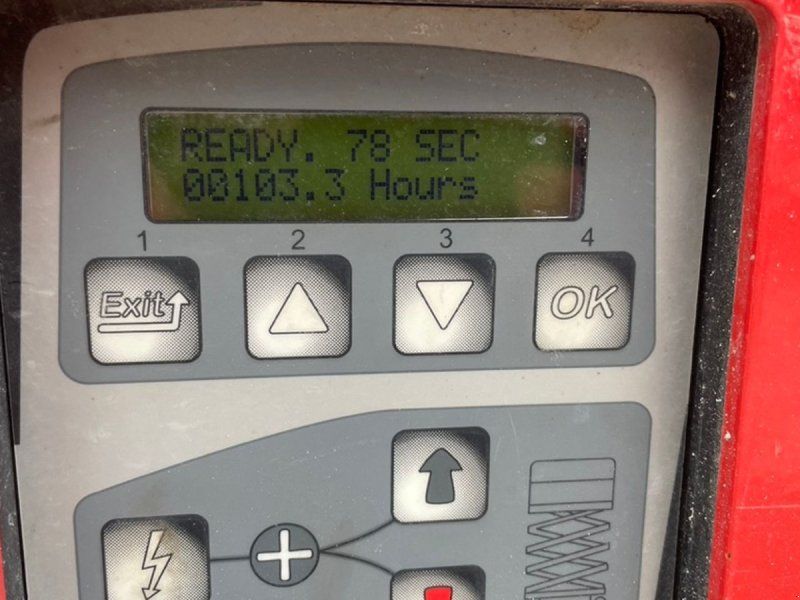 READY. 78 SEC
00103.3 Hours
1 2 3 4
Exit OK